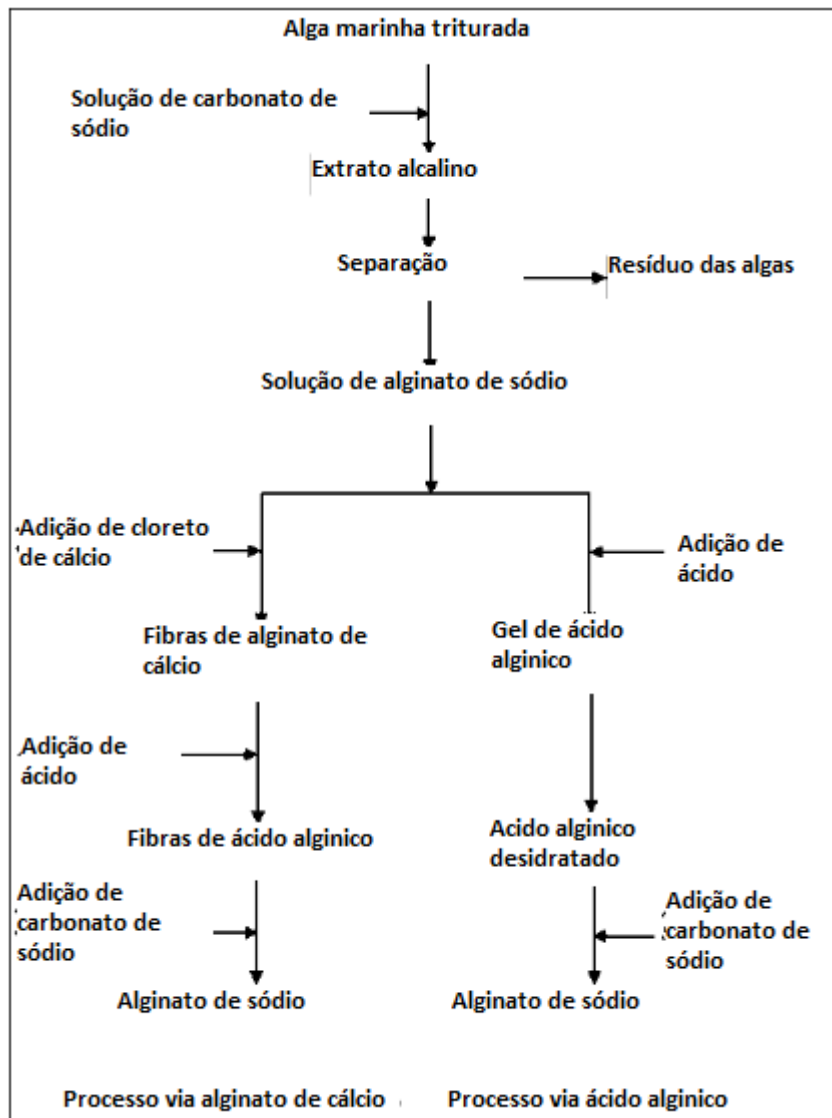 Alga marinha triturada
Solução de carbonato de
sódio
Extrato alcalino
Separação
Resíduo das algas
Solução de alginato de sódio
Adição de cloreto
de cálcio
Adição de
ácido
Fibras de alginato de
cálcio
Gel de ácido
alginico
Adição de
ácido
Fibras de ácido alginico
Acido alginico
desidratado
Adição de
carbonato de
sódio
Adição de
carbonato de
sódio
Alginato de sódio
Alginato de sódio
Processo via alginato de cálcio
Processo via ácido alginico